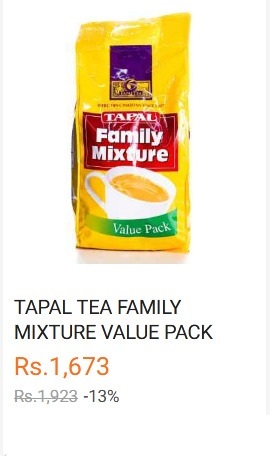 TAPAL
Family
Mixture
Value Pack
TAPAL TEA FAMILY
MIXTURE VALUE PACK
Rs.1,673
Rs.1,923 -13%